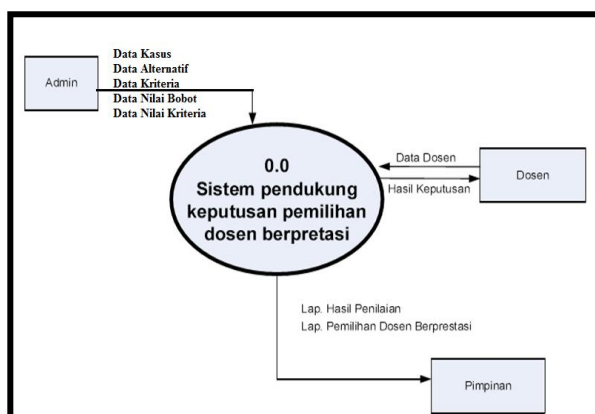 Data Kasus
Data Alternatif
Admin
Data Kriteria
Data Nilai Bobot
Data Nilai Kriteria
0.0
Sistem pendukung
keputusan pemilihan
dosen berpretasi
Data Dosen
Hasil Keputusan
Dosen
Lap. Hasil Penilaian
Lap. Pemilihan Dosen Berprestasi
Pimpinan